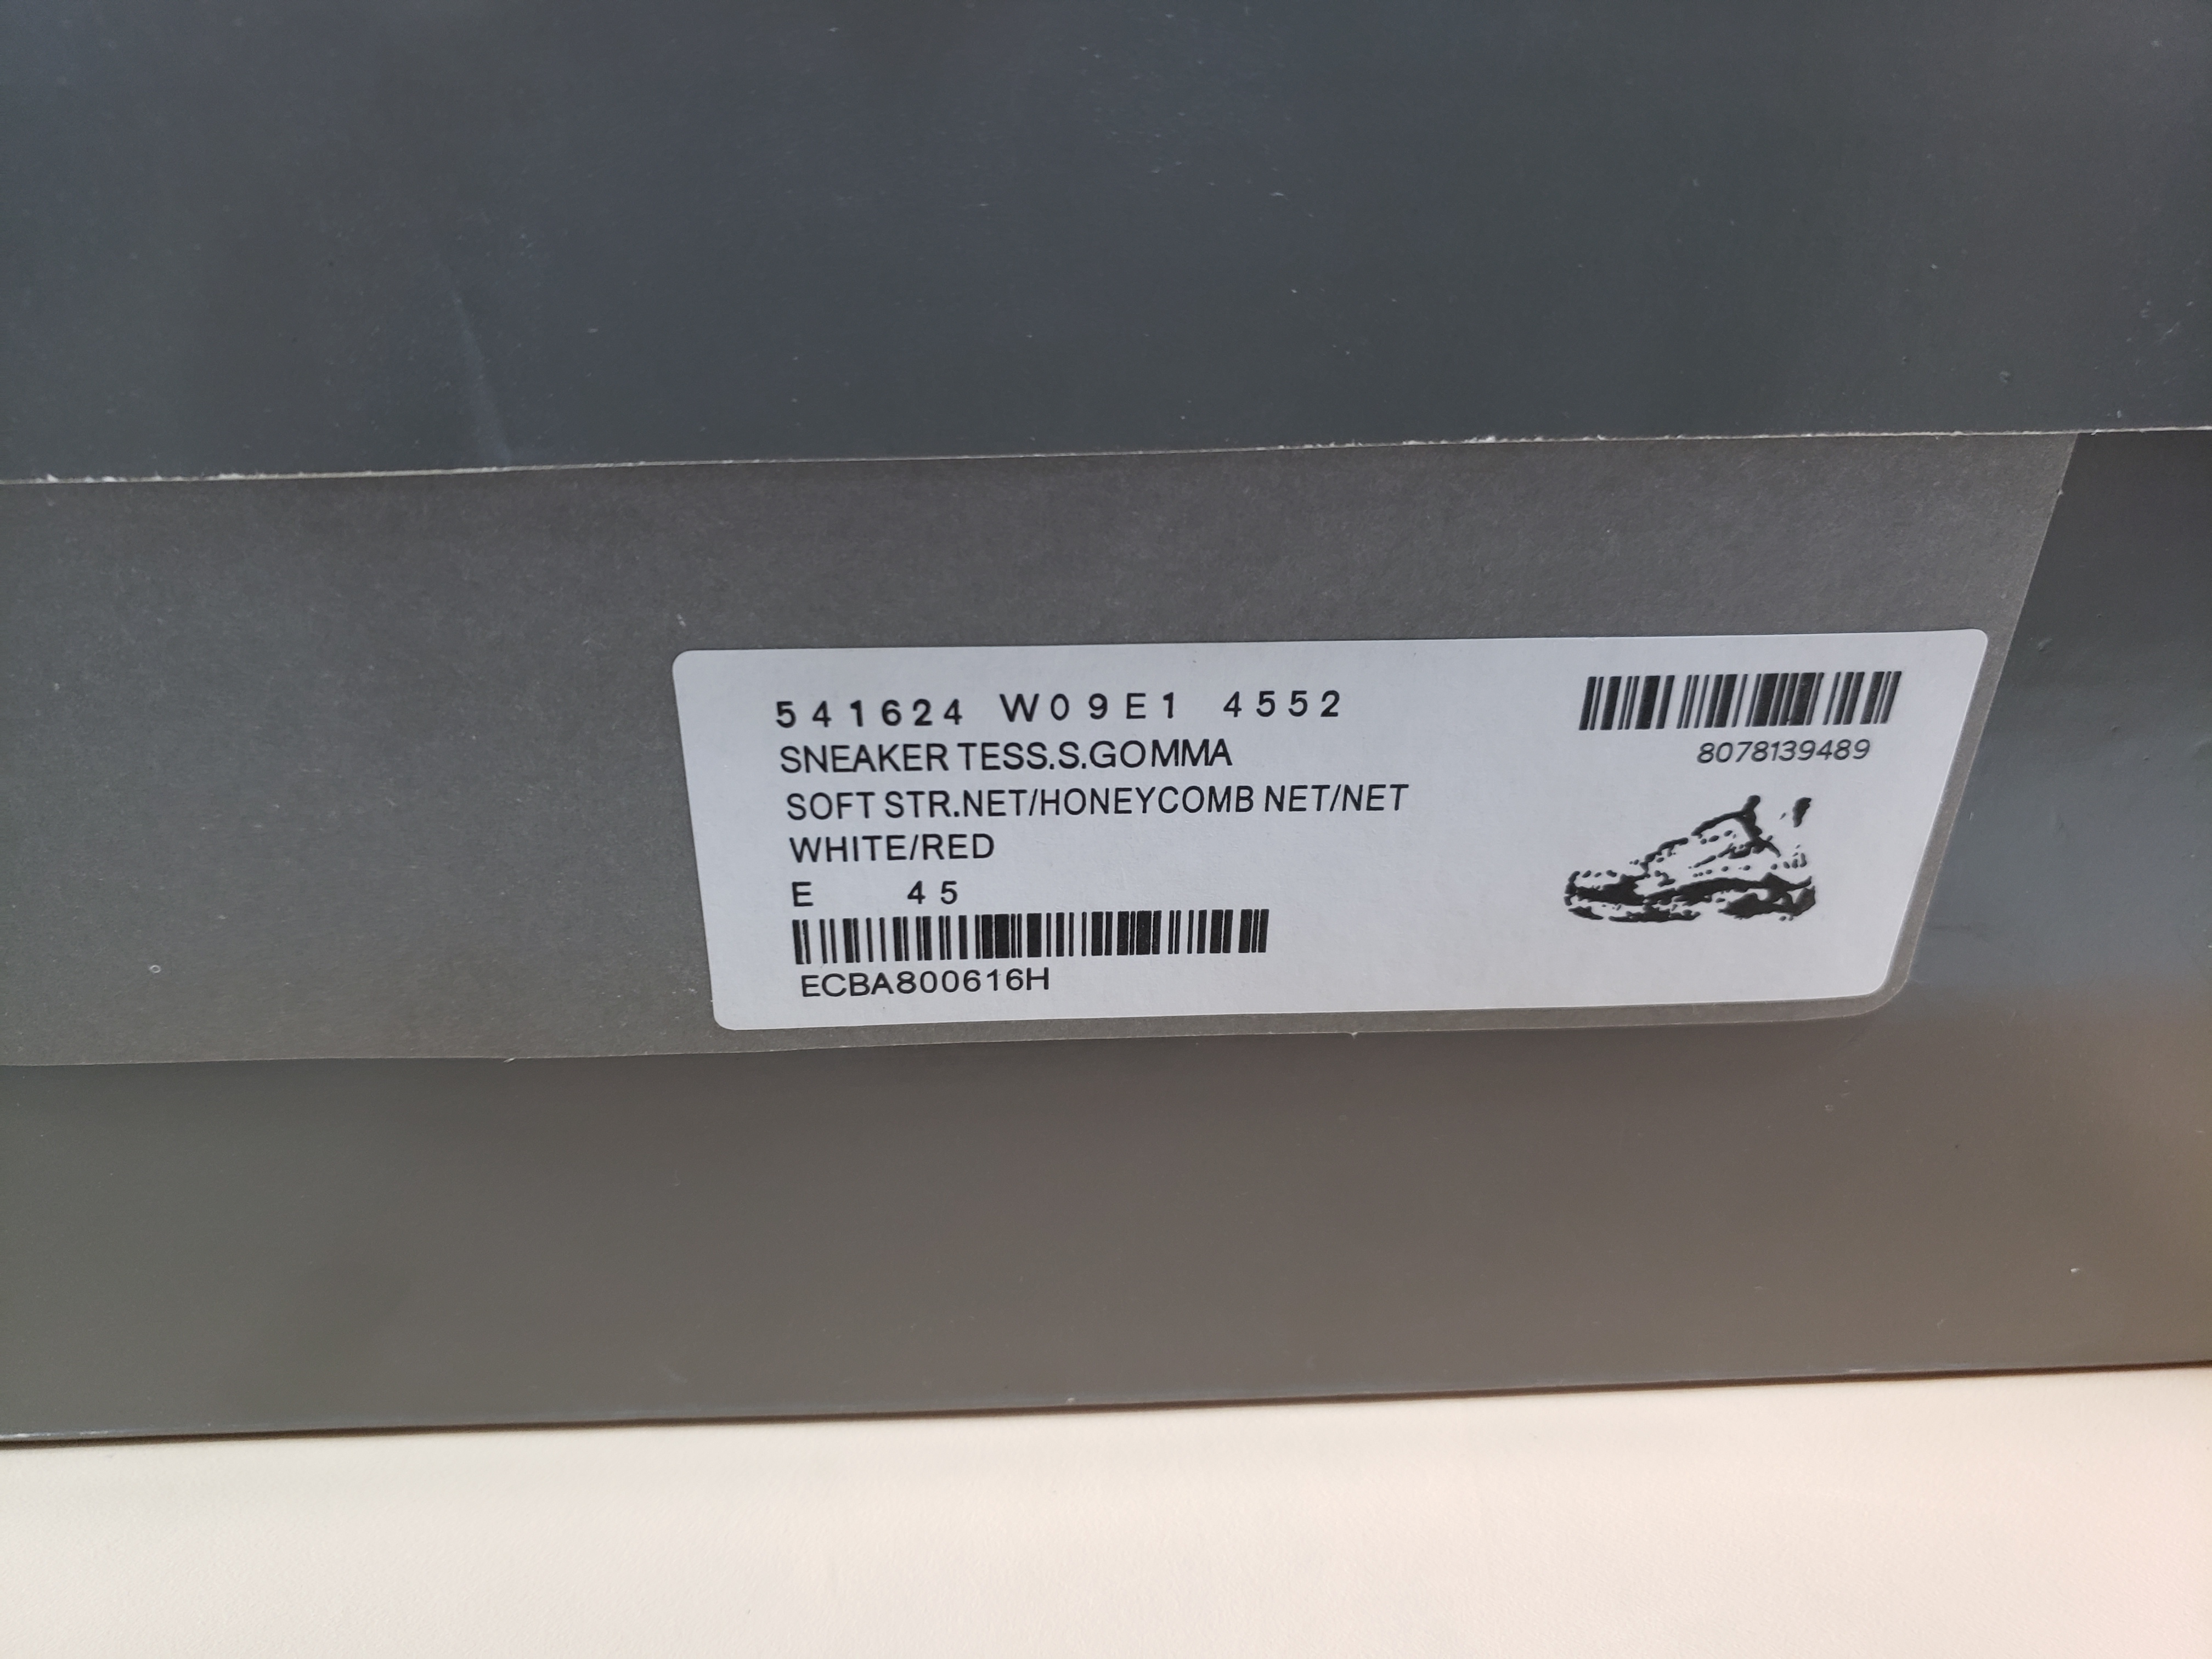 541624 W09E1 4552
SNEAKER TESS.S.GOMMA
SOFT STR.NET/HONEYCOMB NET/NET
WHITE/RED
E 45
ECBA800616H
8078139489